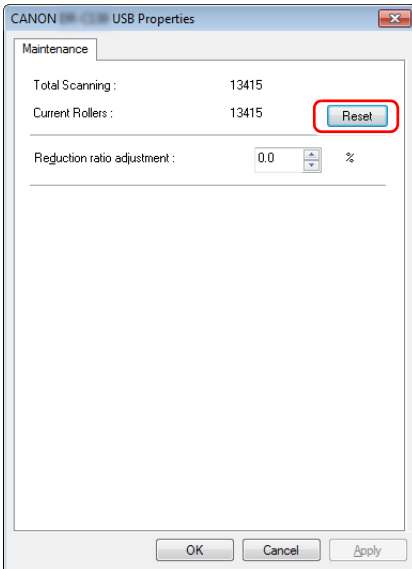 CANON USB Properties
Maintenance
Total Scanning : 13415
Current Rollers : 13415 Reset
Reduction ratio adjustment : 0.0 %
OK Cancel Apply